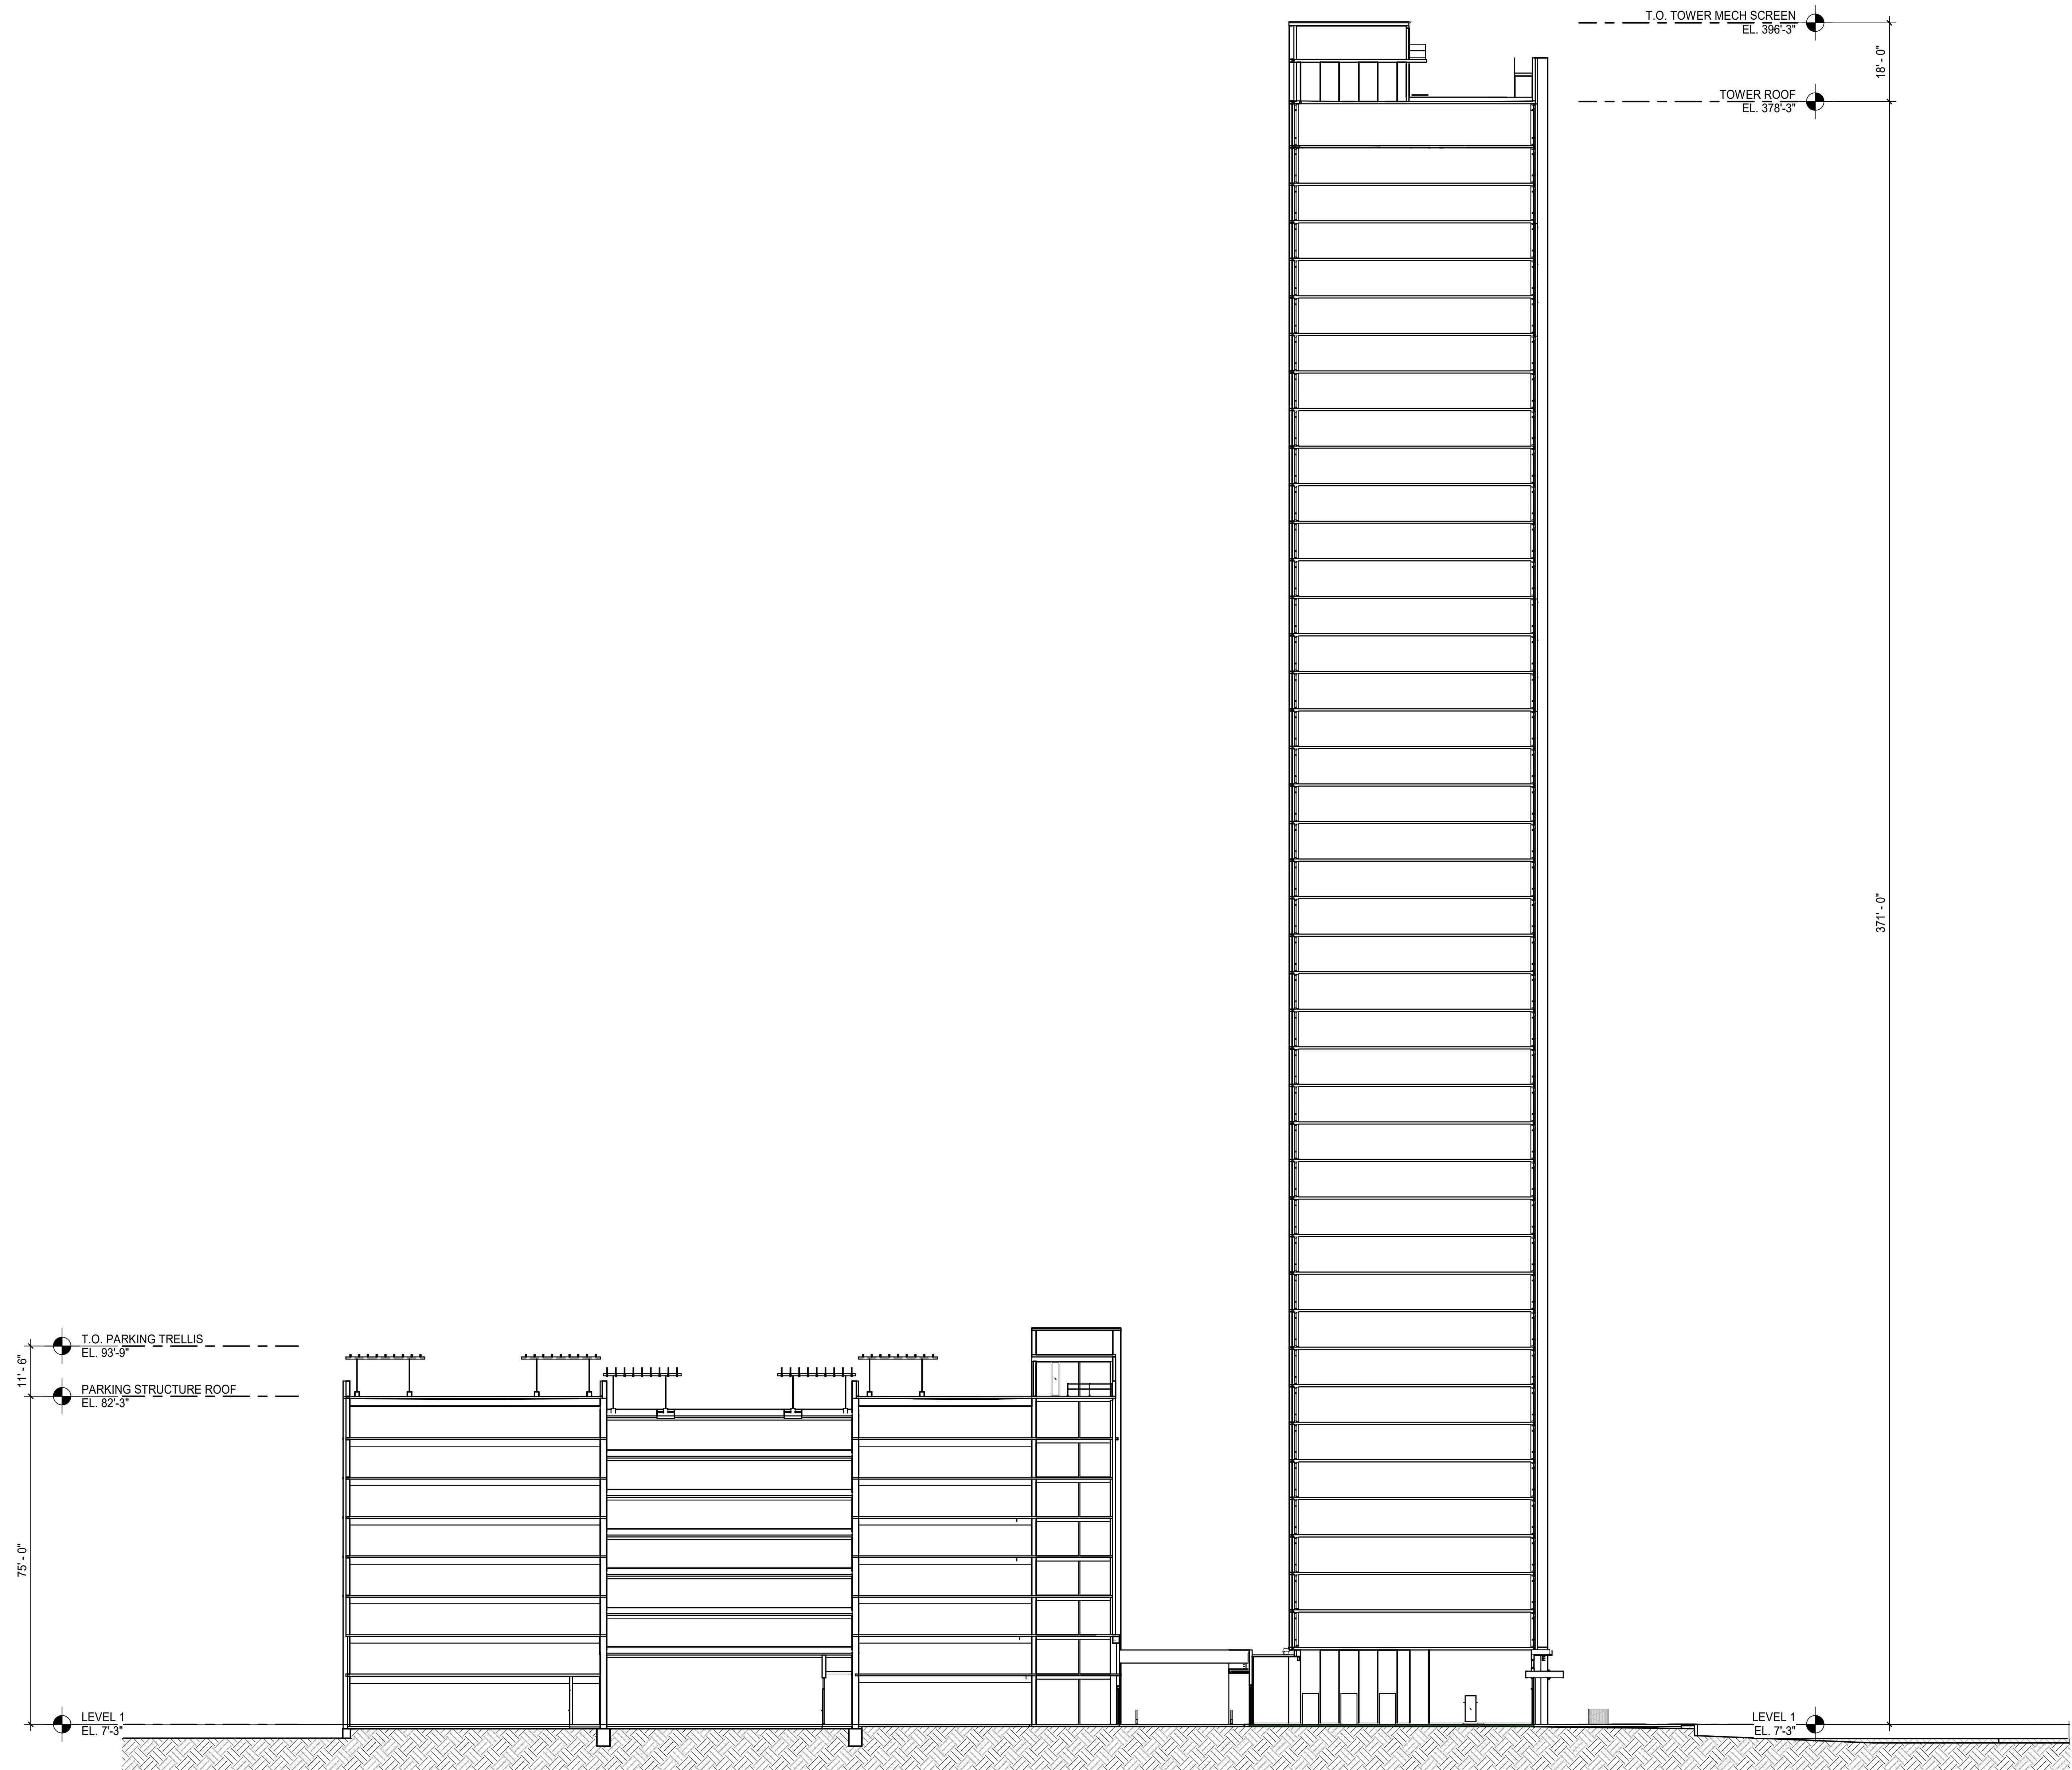 T.O. TOWER MECH SCREEN
EL. 396'-3"
18' - 0"
TOWER ROOF
EL. 378'-3"
371' - 0"
T.O. PARKING TRELLIS
EL. 93'-9"
11' - 6"
PARKING STRUCTURE ROOF
EL. 82'-3"
75' - 0"
LEVEL 1
EL. 7'-3"
LEVEL 1
EL. 7'-3"